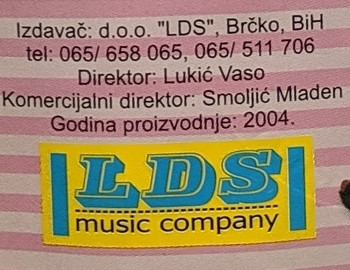 Izdavač: d.o.o. "LDS", Brčko, BiH
tel: 065/ 658 065, 065/ 511 706
Direktor: Lukić Vaso
Komercijalni direktor: Smoljić Mladen
Godina proizvodnje: 2004.
LDS
music company